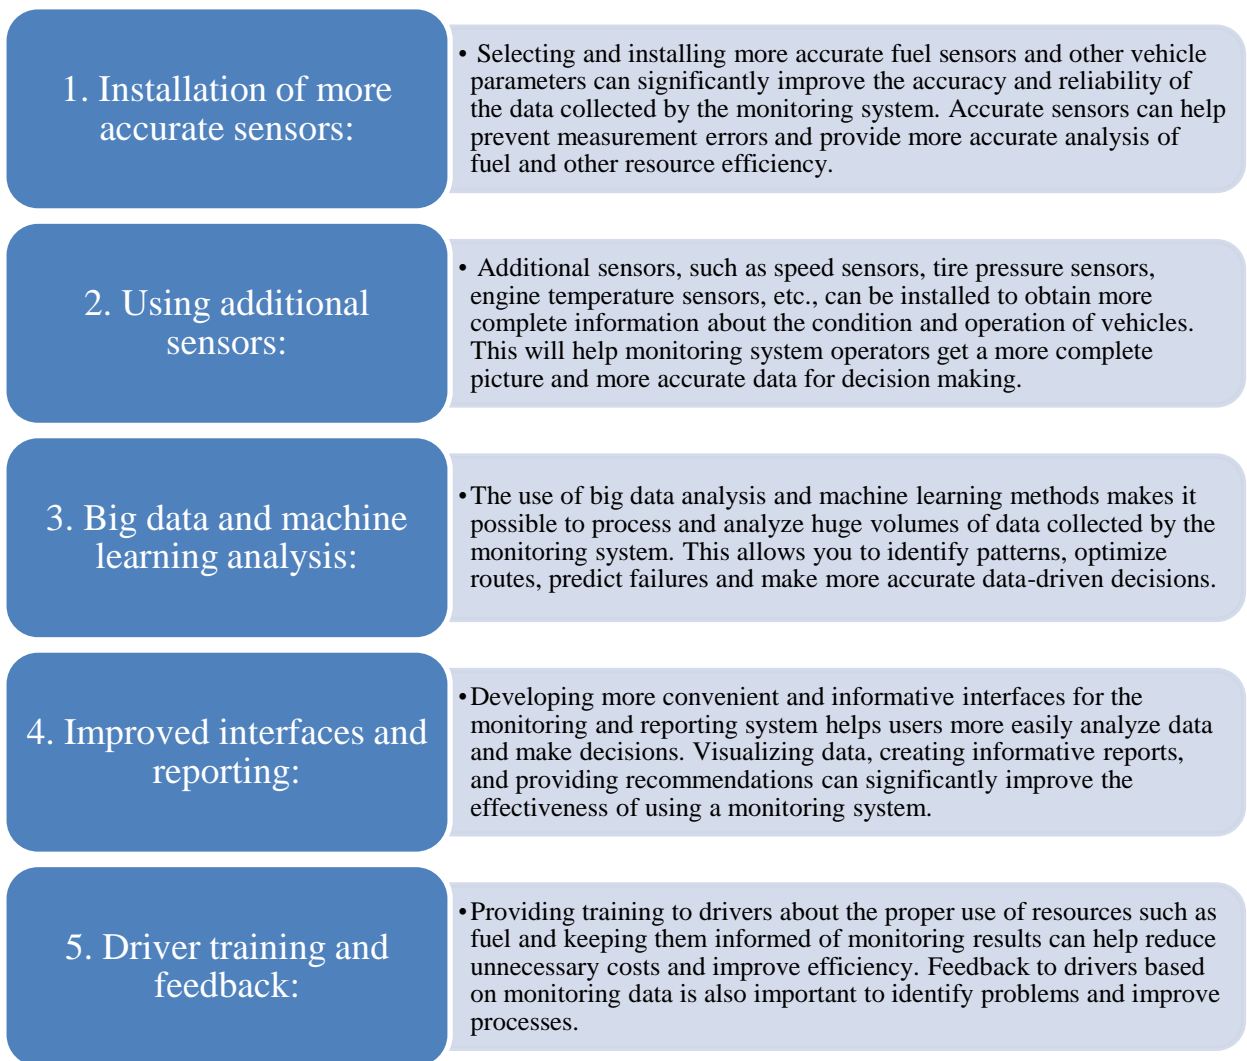 1. Installation of more
accurate sensors:
• Selecting and installing more accurate fuel sensors and other vehicle
parameters can significantly improve the accuracy and reliability of
the data collected by the monitoring system. Accurate sensors can help
prevent measurement errors and provide more accurate analysis of
fuel and other resource efficiency.
2. Using additional
sensors:
• Additional sensors, such as speed sensors, tire pressure sensors,
engine temperature sensors, etc., can be installed to obtain more
complete information about the condition and operation of vehicles.
This will help monitoring system operators get a more complete
picture and more accurate data for decision making.
3. Big data and machine
learning analysis:
•The use of big data analysis and machine learning methods makes it
possible to process and analyze huge volumes of data collected by the
monitoring system. This allows you to identify patterns, optimize
routes, predict failures and make more accurate data-driven decisions.
4. Improved interfaces and
reporting:
•Developing more convenient and informative interfaces for the
monitoring and reporting system helps users more easily analyze data
and make decisions. Visualizing data, creating informative reports,
and providing recommendations can significantly improve the
effectiveness of using a monitoring system.
5. Driver training and
feedback:
•Providing training to drivers about the proper use of resources such as
fuel and keeping them informed of monitoring results can help reduce
unnecessary costs and improve efficiency. Feedback to drivers based
on monitoring data is also important to identify problems and improve
processes.